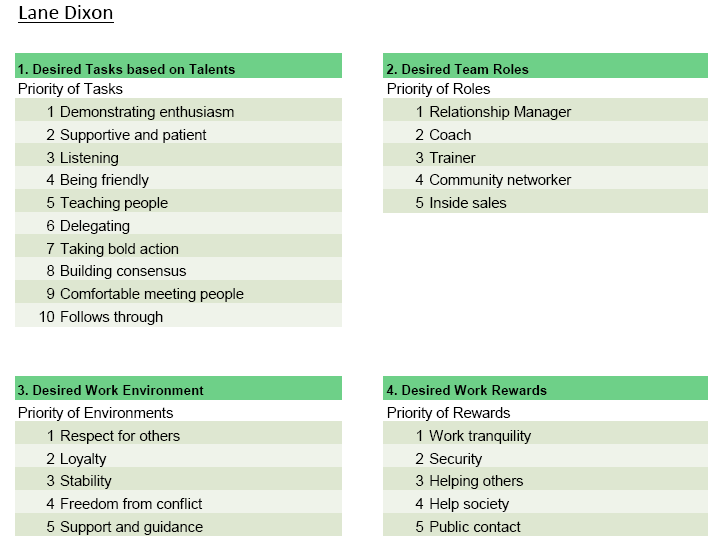 Lane Dixon
1. Desired Tasks based on Talents
Priority of Tasks
1 Demonstrating enthusiasm
2 Supportive and patient
3 Listening
4 Being friendly
5 Teaching people
6 Delegating
7 Taking bold action
8 Building consensus
9 Comfortable meeting people
10 Follows through
2. Desired Team Roles
Priority of Roles
1 Relationship Manager
2 Coach
3 Trainer
4 Community networker
5 Inside sales
3. Desired Work Environment
Priority of Environments
1 Respect for others
2 Loyalty
3 Stability
4 Freedom from conflict
5 Support and guidance
4. Desired Work Rewards
Priority of Rewards
1 Work tranquility
2 Security
3 Helping others
4 Help society
5 Public contact